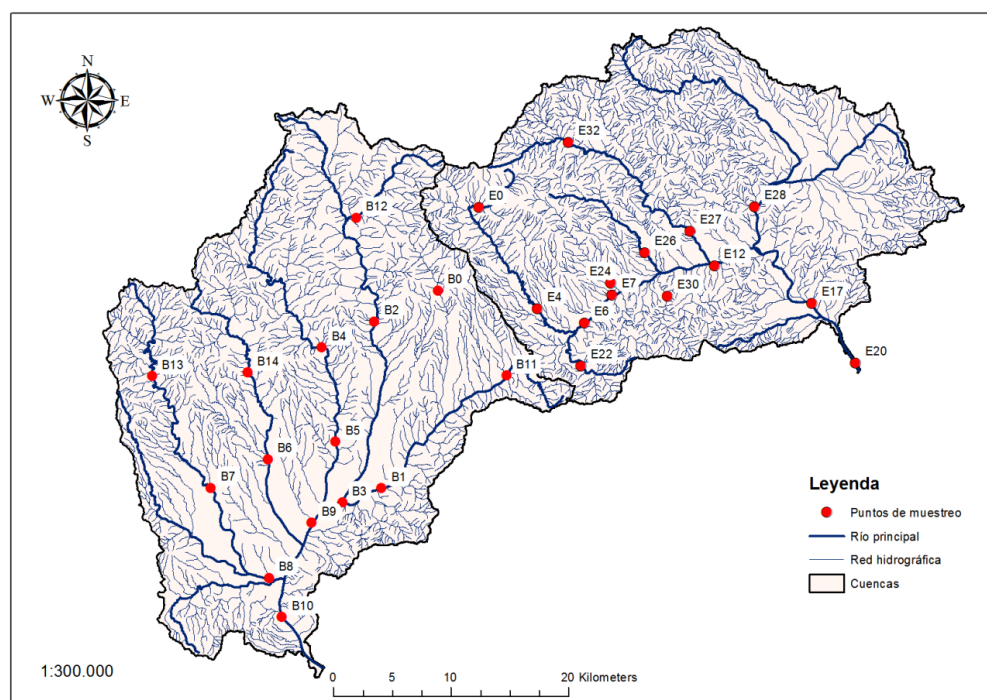 N
W E
S
E32
E0
E28
B12
E27
E26
E12
E24
B0
E7
E30
E17
E4
B2
E6
B4
E22
E20
B14
B11
B13
B5
B6
B7
B3
B1
B9
B8
B10
Leyenda
Puntos de muestreo
Río principal
Red hidrográfica
Cuencas
1:300.000
0 5 10 20 Kilometers